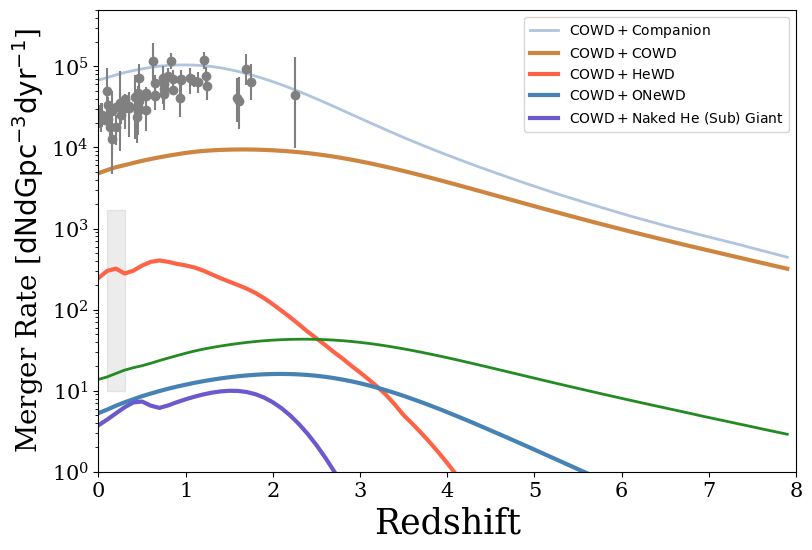 COWD + Companion
COWD + COWD
COWD + HeWD
COWD + ONeWD
COWD + Naked He (Sub) Giant
Merger Rate [dNdGpc⁻³dyr⁻¹]
10⁵
10⁴
10³
10²
10¹
10⁰
0 1 2 3 4 5 6 7 8
Redshift